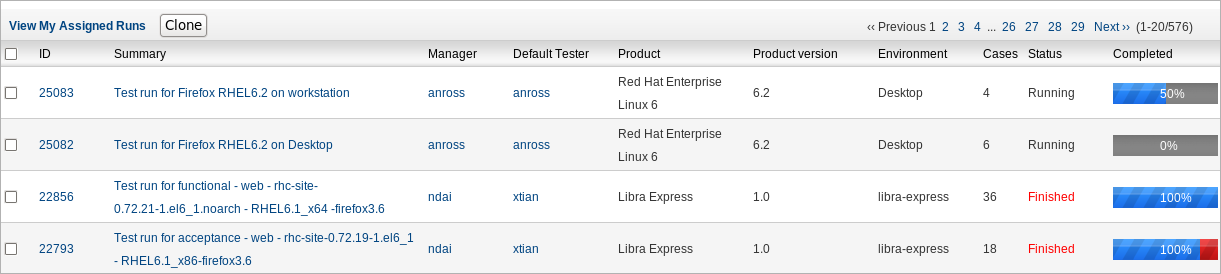 View My Assigned Runs Clone ‹‹ Previous 1 2 3 4 ... 26 27 28 29 Next ›› (1-20/576)
ID Summary Manager Default Tester Product Product version Environment Cases Status Completed
25083 Test run for Firefox RHEL6.2 on workstation anross anross Red Hat Enterprise Linux 6 6.2 Desktop 4 Running 50%
25082 Test run for Firefox RHEL6.2 on Desktop anross anross Red Hat Enterprise Linux 6 6.2 Desktop 6 Running 0%
22856 Test run for functional - web - rhc-site-0.72.21-1.el6_1.noarch - RHEL6.1_x64 -firefox3.6 ndai xtian Libra Express 1.0 libra-express 36 Finished 100%
22793 Test run for acceptance - web - rhc-site-0.72.19-1.el6_1 - RHEL6.1_x86-firefox3.6 ndai xtian Libra Express 1.0 libra-express 18 Finished 100%